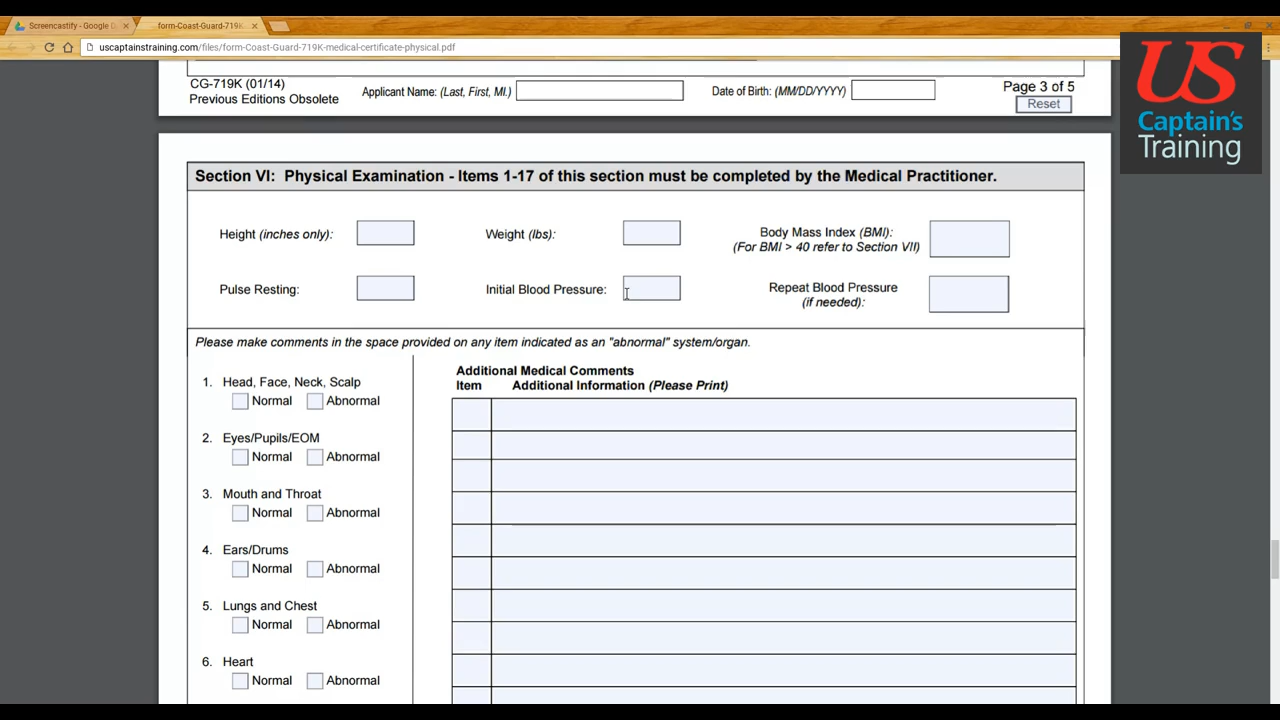 Screencastify - Google D
form-Coast-Guard-719K
uscaptainstraining.com/files/form-Coast-Guard-719K-medical-certificate-physical.pdf
US
Captain's
Training
CG-719K (01/14)
Previous Editions Obsolete
Applicant Name: (Last, First, MI.)
Date of Birth: (MM/DD/YYYY)
Page 3 of 5
Reset
Section VI: Physical Examination - Items 1-17 of this section must be completed by the Medical Practitioner.
Height (inches only):
Weight (lbs):
Body Mass Index (BMI):
(For BMI > 40 refer to Section VII)
Pulse Resting:
Initial Blood Pressure:
Repeat Blood Pressure
(if needed):
Please make comments in the space provided on any item indicated as an "abnormal" system/organ.
1. Head, Face, Neck, Scalp
Normal Abnormal
2. Eyes/Pupils/EOM
Normal Abnormal
3. Mouth and Throat
Normal Abnormal
4. Ears/Drums
Normal Abnormal
5. Lungs and Chest
Normal Abnormal
6. Heart
Normal Abnormal
Additional Medical Comments
Item Additional Information (Please Print)